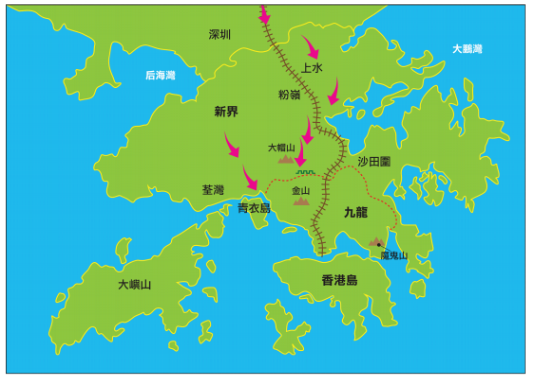 深圳
大鵬灣
上水
后海灣
粉嶺
新界
大帽山
沙田圍
荃灣
金山
青衣島
九龍
魔鬼山
大嶼山
香港島